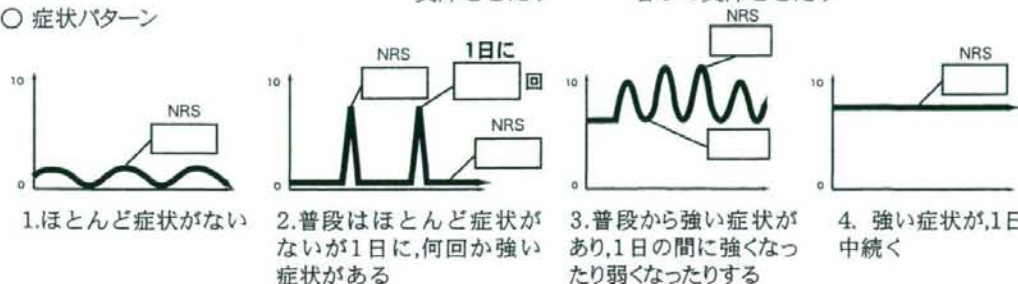 ○ 症状パターン
NRS
NRS
1日に
回
NRS
NRS
NRS
10
0
10
0
10
0
10
0
1.ほとんど症状がない
2.普段はほとんど症状が
ないが1日に,何回か強い
症状がある
3.普段から強い症状が
あり,1日の間に強くなっ
たり弱くなったりする
4. 強い症状が,1日
中続く